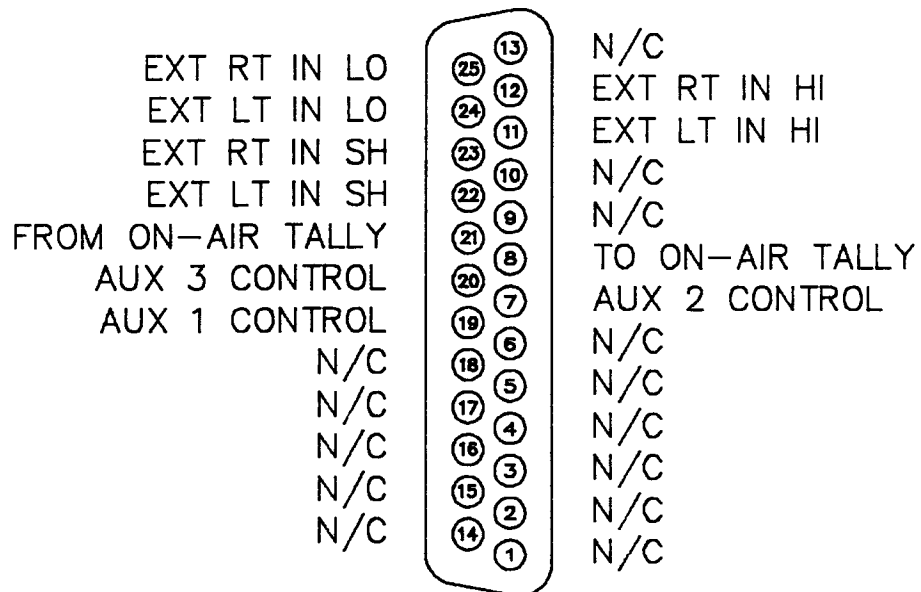 EXT RT IN LO
EXT LT IN LO
EXT RT IN SH
EXT LT IN SH
FROM ON-AIR TALLY
AUX 3 CONTROL
AUX 1 CONTROL
N/C
N/C
N/C
N/C
N/C
25
24
23
22
21
20
19
18
17
16
15
14
13
12
11
10
9
8
7
6
5
4
3
2
1
N/C
EXT RT IN HI
EXT LT IN HI
N/C
N/C
TO ON-AIR TALLY
AUX 2 CONTROL
N/C
N/C
N/C
N/C
N/C
N/C